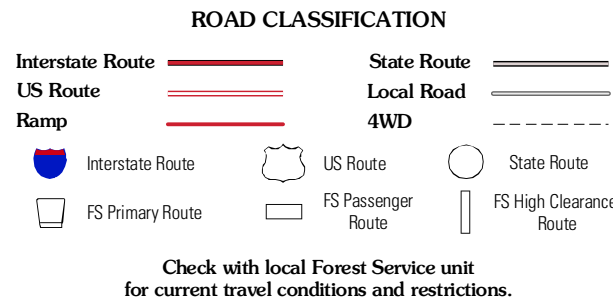 ROAD CLASSIFICATION
Interstate Route
State Route
US Route
Local Road
Ramp
4WD
Interstate Route
US Route
State Route
FS Primary Route
FS Passenger
Route
FS High Clearance
Route
Check with local Forest Service unit
for current travel conditions and restrictions.